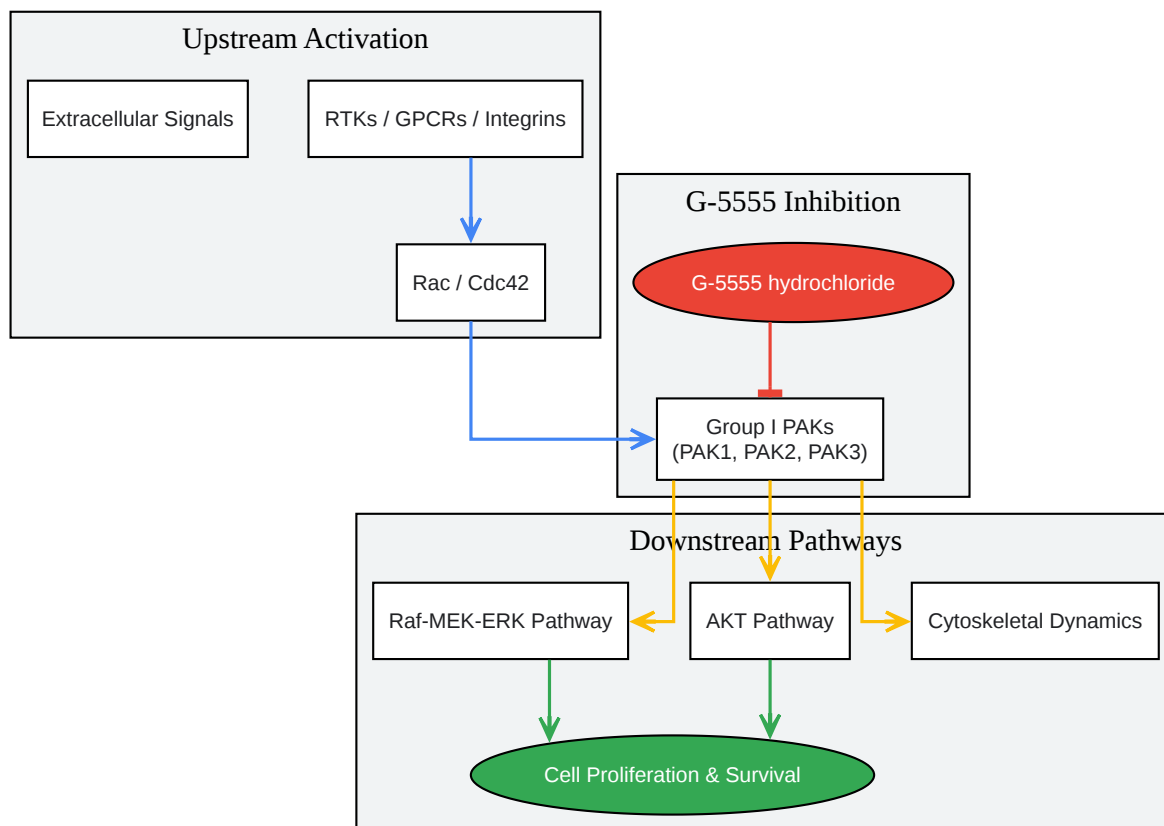 Upstream Activation
Extracellular Signals
RTKs / GPCRs / Integrins
Rac / Cdc42
G-5555 Inhibition
G-5555 hydrochloride
Group I PAKs
(PAK1, PAK2, PAK3)
Downstream Pathways
Raf-MEK-ERK Pathway
AKT Pathway
Cytoskeletal Dynamics
Cell Proliferation & Survival